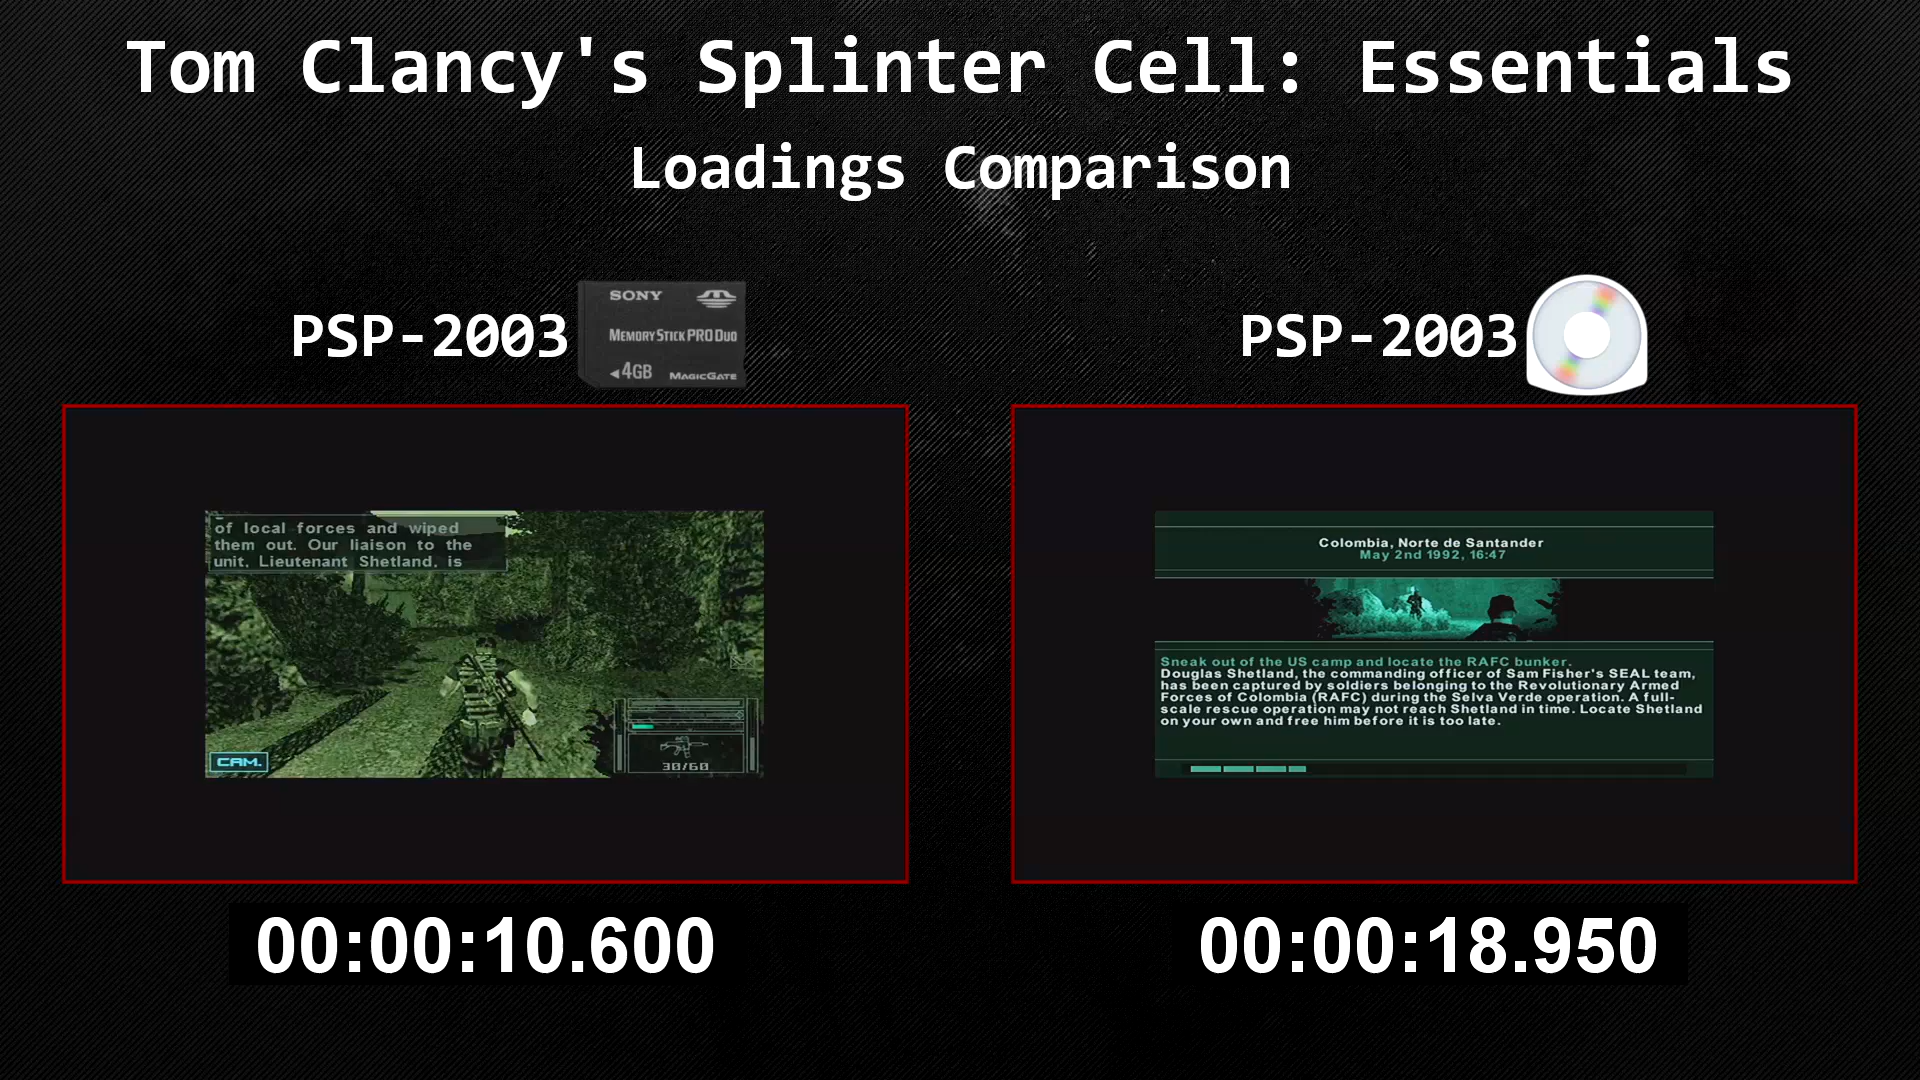 Tom Clancy's Splinter Cell: Essentials
Loadings Comparison
PSP-2003
SONY
MEMORY STICK PRO DUO
4GB MAGICGATE
PSP-2003
of local forces and wiped
them out. Our liaison to the
unit, Lieutenant Shetland, is
CAM.
30/60
Colombia, Norte de Santander
May 2nd 1992, 16:47
Sneak out of the US camp and locate the RAFC bunker.
Douglas Shetland, the commanding officer of Sam Fisher's SEAL team,
has been captured by soldiers belonging to the Revolutionary Armed
Forces of Colombia (RAFC) during the Selva Verde operation. A full-
scale rescue operation may not reach Shetland in time. Locate Shetland
on your own and free him before it is too late.
00:00:10.600
00:00:18.950